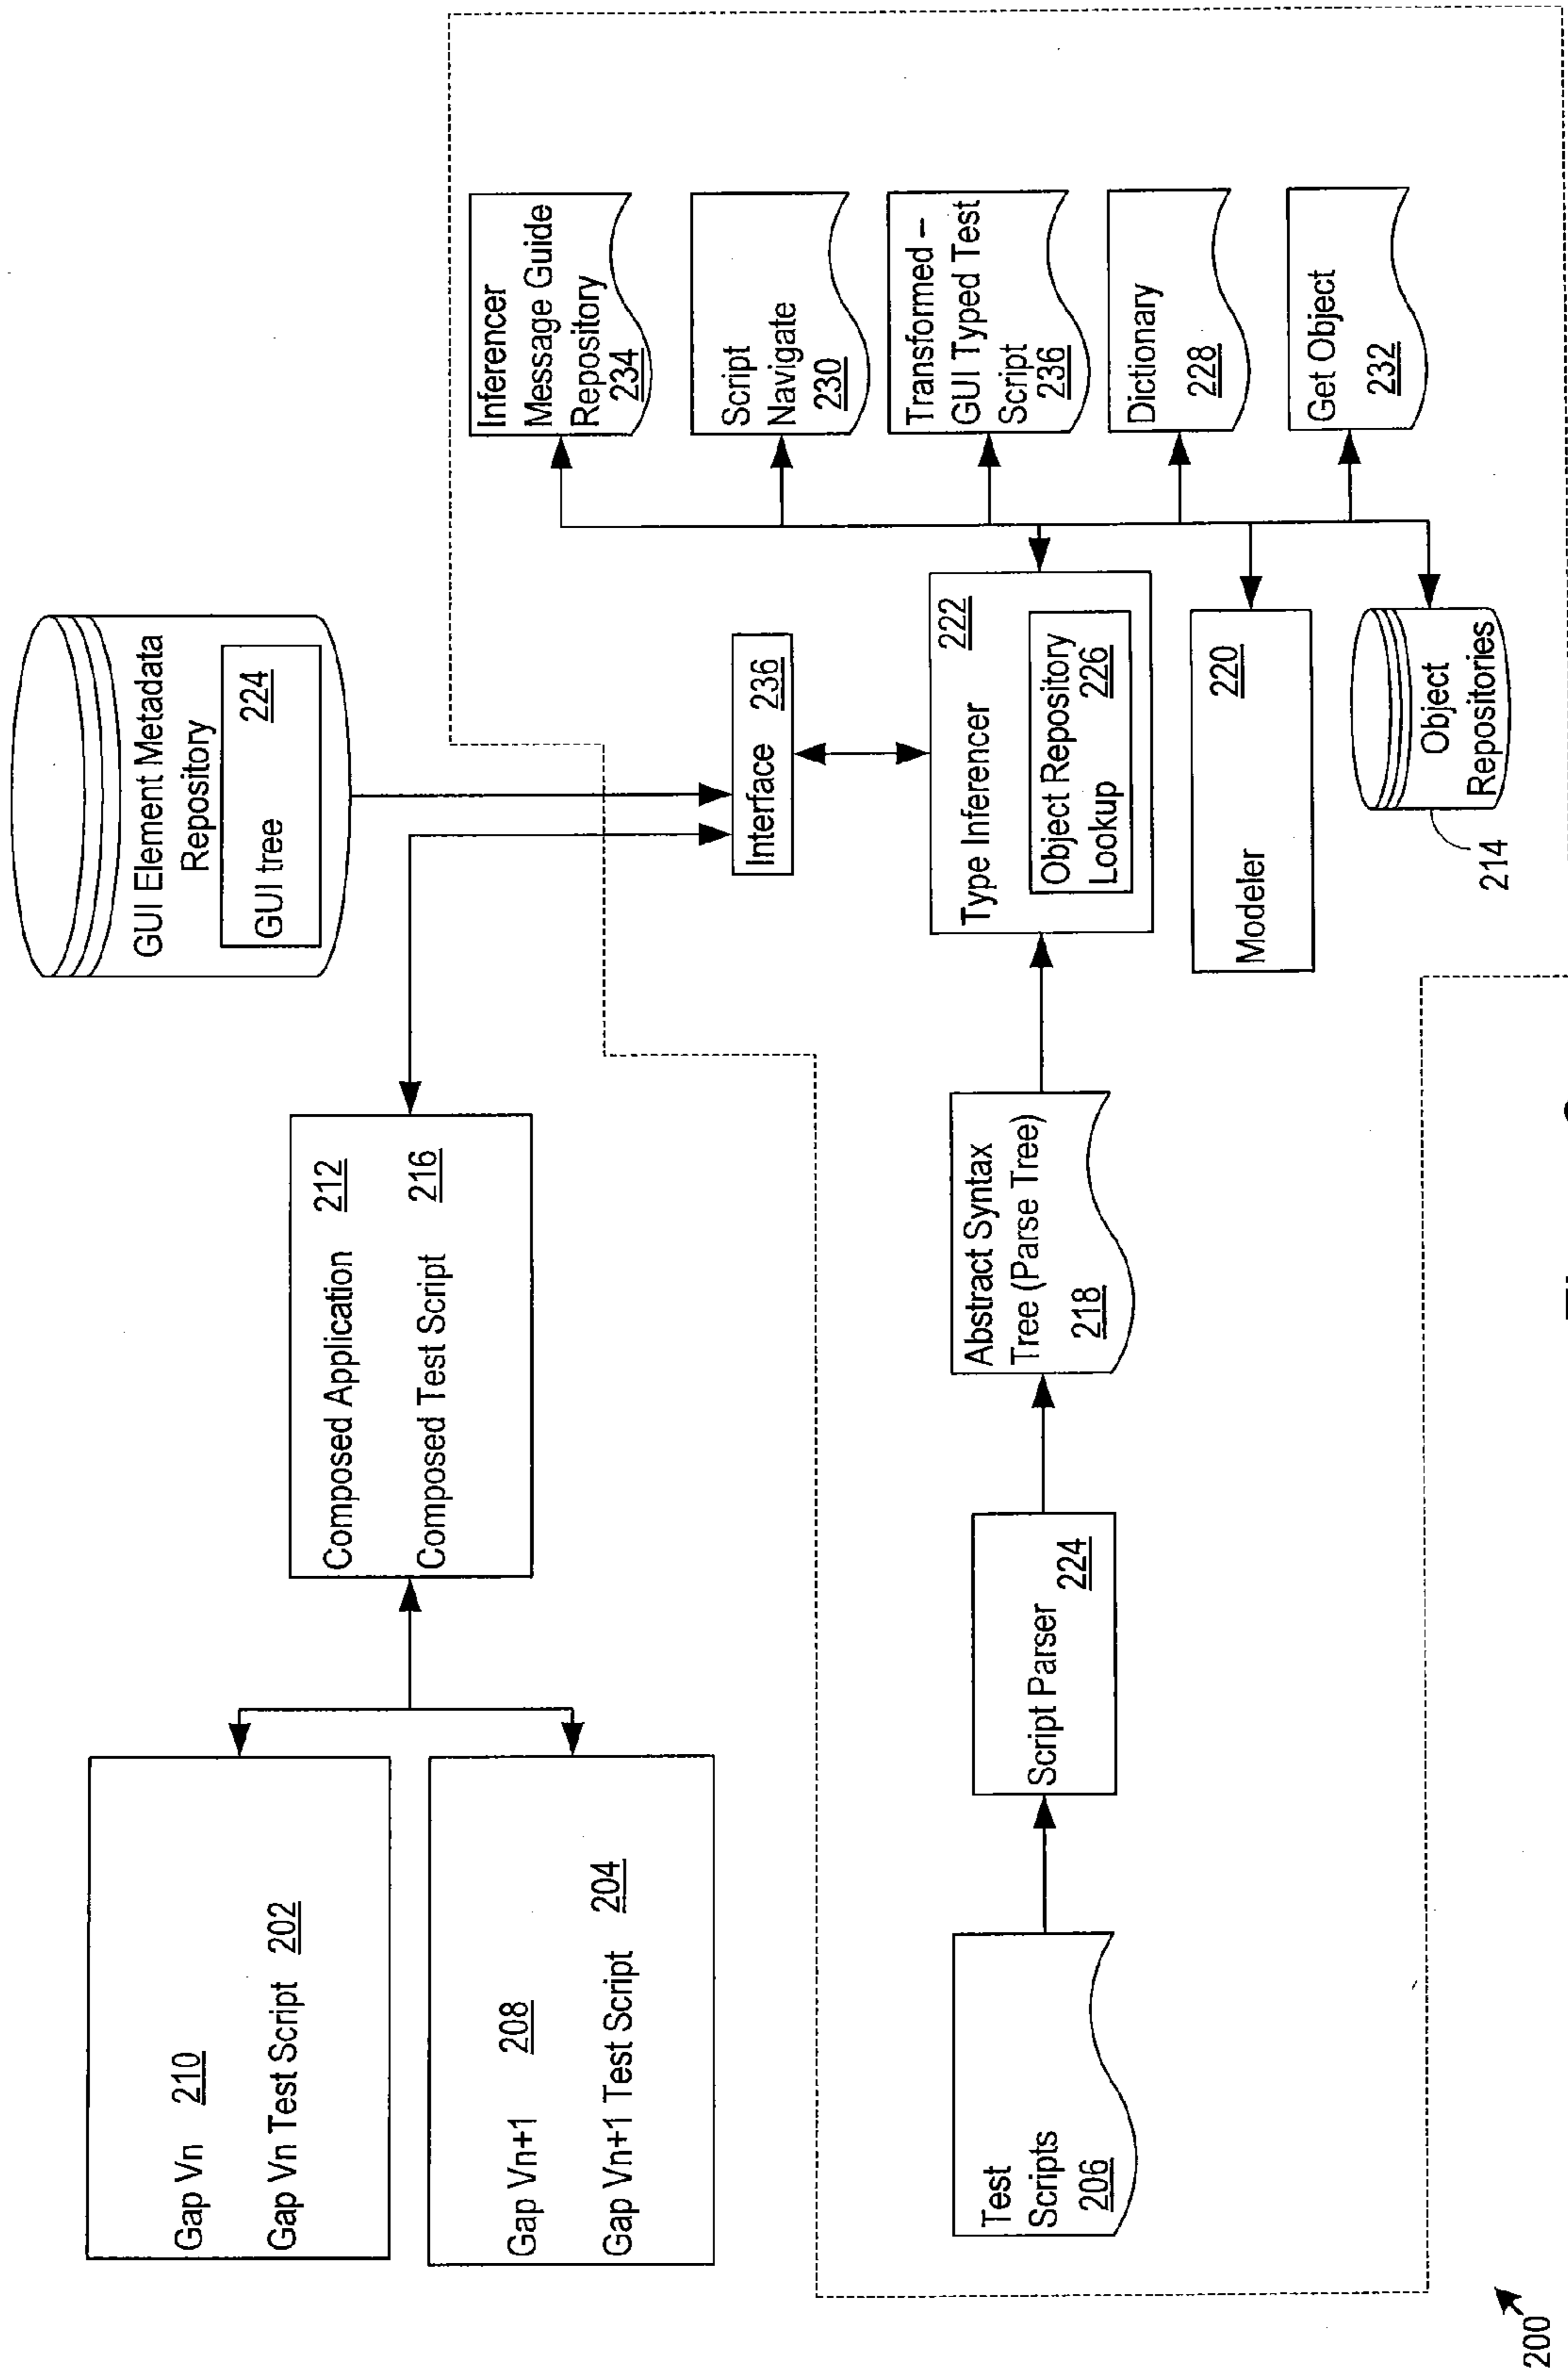 Gap Vn 210
Gap Vn Test Script 202
Gap Vn+1 208
Gap Vn+1 Test Script 204
Composed Application 212
Composed Test Script 216
GUI Element Metadata
Repository
GUI tree 224
Test
Scripts
206
Script Parser 224
Abstract Syntax
Tree (Parse Tree)
218
Interface 236
Type Inferencer 222
Object Repository
Lookup 226
Modeler 220
Object
Repositories
214
Inferencer
Message Guide
Repository
234
Script
Navigate
230
Transformed –
GUI Typed Test
Script
236
Dictionary
228
Get Object
232
200